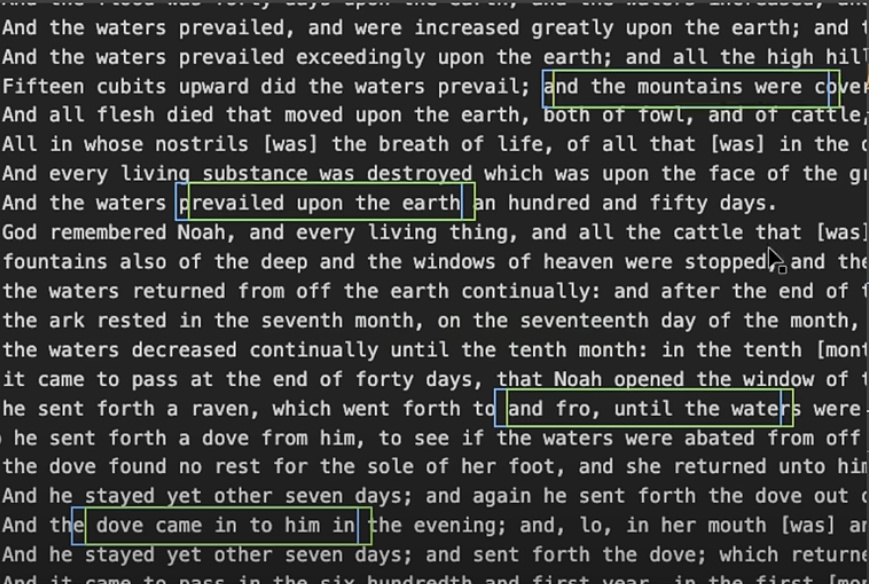 And the flood was forty days upon the earth; and the waters increased, and
And the waters prevailed, and were increased greatly upon the earth; and t
And the waters prevailed exceedingly upon the earth; and all the high hill
Fifteen cubits upward did the waters prevail; and the mountains were cover
And all flesh died that moved upon the earth, both of fowl, and of cattle,
All in whose nostrils [was] the breath of life, of all that [was] in the d
And every living substance was destroyed which was upon the face of the gr
And the waters prevailed upon the earth an hundred and fifty days.
God remembered Noah, and every living thing, and all the cattle that [was]
fountains also of the deep and the windows of heaven were stopped, and the
the waters returned from off the earth continually: and after the end of t
the ark rested in the seventh month, on the seventeenth day of the month,
the waters decreased continually until the tenth month: in the tenth [mont
it came to pass at the end of forty days, that Noah opened the window of t
he sent forth a raven, which went forth to and fro, until the waters were
he sent forth a dove from him, to see if the waters were abated from off
the dove found no rest for the sole of her foot, and she returned unto him
And he stayed yet other seven days; and again he sent forth the dove out o
And the dove came in to him in the evening; and, lo, in her mouth [was] an
And he stayed yet other seven days; and sent forth the dove; which returne
And it came to pass in the six hundredth and first year, in the first [mon